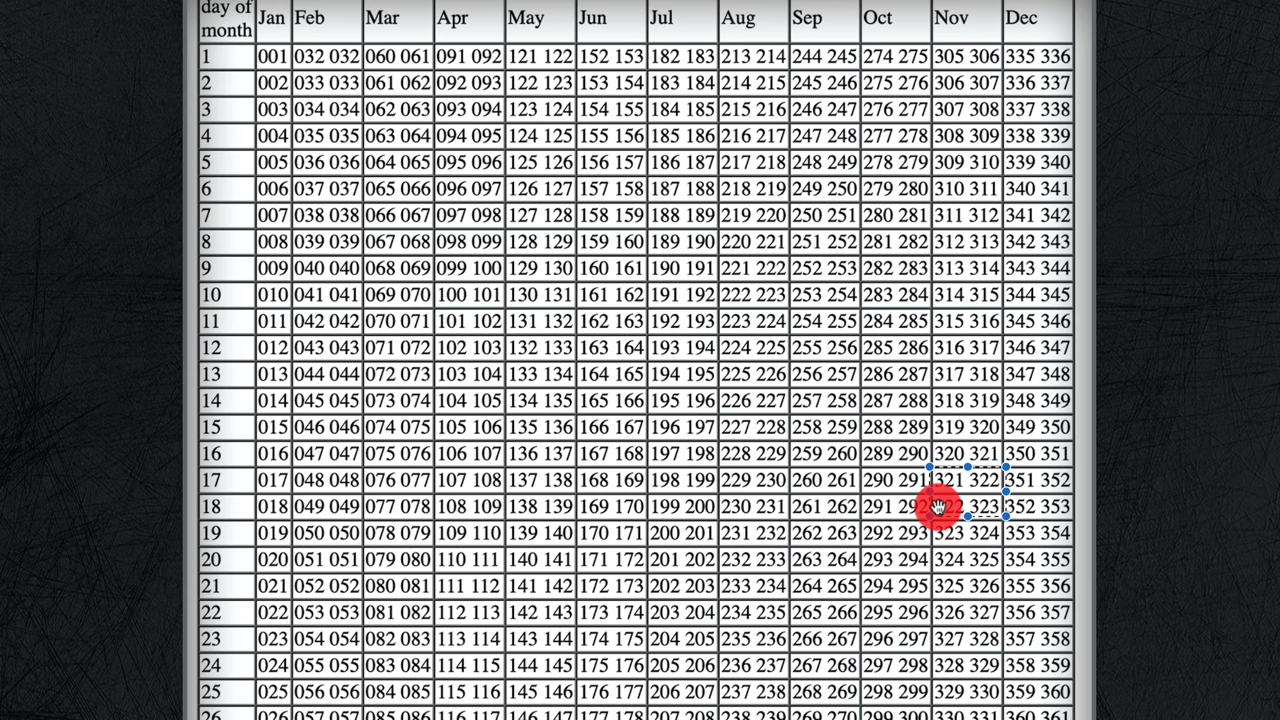 day of
month Jan Feb Mar Apr May Jun Jul Aug Sep Oct Nov Dec
1 001 032 032 060 061 091 092 121 122 152 153 182 183 213 214 244 245 274 275 305 306 335 336
2 002 033 033 061 062 092 093 122 123 153 154 183 184 214 215 245 246 275 276 306 307 336 337
3 003 034 034 062 063 093 094 123 124 154 155 184 185 215 216 246 247 276 277 307 308 337 338
4 004 035 035 063 064 094 095 124 125 155 156 185 186 216 217 247 248 277 278 308 309 338 339
5 005 036 036 064 065 095 096 125 126 156 157 186 187 217 218 248 249 278 279 309 310 339 340
6 006 037 037 065 066 096 097 126 127 157 158 187 188 218 219 249 250 279 280 310 311 340 341
7 007 038 038 066 067 097 098 127 128 158 159 188 189 219 220 250 251 280 281 311 312 341 342
8 008 039 039 067 068 098 099 128 129 159 160 189 190 220 221 251 252 281 282 312 313 342 343
9 009 040 040 068 069 099 100 129 130 160 161 190 191 221 222 252 253 282 283 313 314 343 344
10 010 041 041 069 070 100 101 130 131 161 162 191 192 222 223 253 254 283 284 314 315 344 345
11 011 042 042 070 071 101 102 131 132 162 163 192 193 223 224 254 255 284 285 315 316 345 346
12 012 043 043 071 072 102 103 132 133 163 164 193 194 224 225 255 256 285 286 316 317 346 347
13 013 044 044 072 073 103 104 133 134 164 165 194 195 225 226 256 257 286 287 317 318 347 348
14 014 045 045 073 074 104 105 134 135 165 166 195 196 226 227 257 258 287 288 318 319 348 349
15 015 046 046 074 075 105 106 135 136 166 167 196 197 227 228 258 259 288 289 319 320 349 350
16 016 047 047 075 076 106 107 136 137 167 168 197 198 228 229 259 260 289 290 320 321 350 351
17 017 048 048 076 077 107 108 137 138 168 169 198 199 229 230 260 261 290 291 321 322 351 352
18 018 049 049 077 078 108 109 138 139 169 170 199 200 230 231 261 262 291 323 352 353
19 019 050 050 078 079 109 110 139 140 170 171 200 201 231 232 262 263 292 293 323 324 353 354
20 020 051 051 079 080 110 111 140 141 171 172 201 202 232 233 263 264 293 294 324 325 354 355
21 021 052 052 080 081 111 112 141 142 172 173 202 203 233 234 264 265 294 295 325 326 355 356
22 022 053 053 081 082 112 113 142 143 173 174 203 204 234 235 265 266 295 296 326 327 356 357
23 023 054 054 082 083 113 114 143 144 174 175 204 205 235 236 266 267 296 297 327 328 357 358
24 024 055 055 083 084 114 115 144 145 175 176 205 206 236 237 267 268 297 298 328 329 358 359
25 025 056 056 084 085 115 116 145 146 176 177 206 207 237 238 268 269 298 299 329 330 359 360
26 026 057 057 085 086 116 117 146 147 177 178 207 208 238 239 269 270 299 300 330 331 360 361